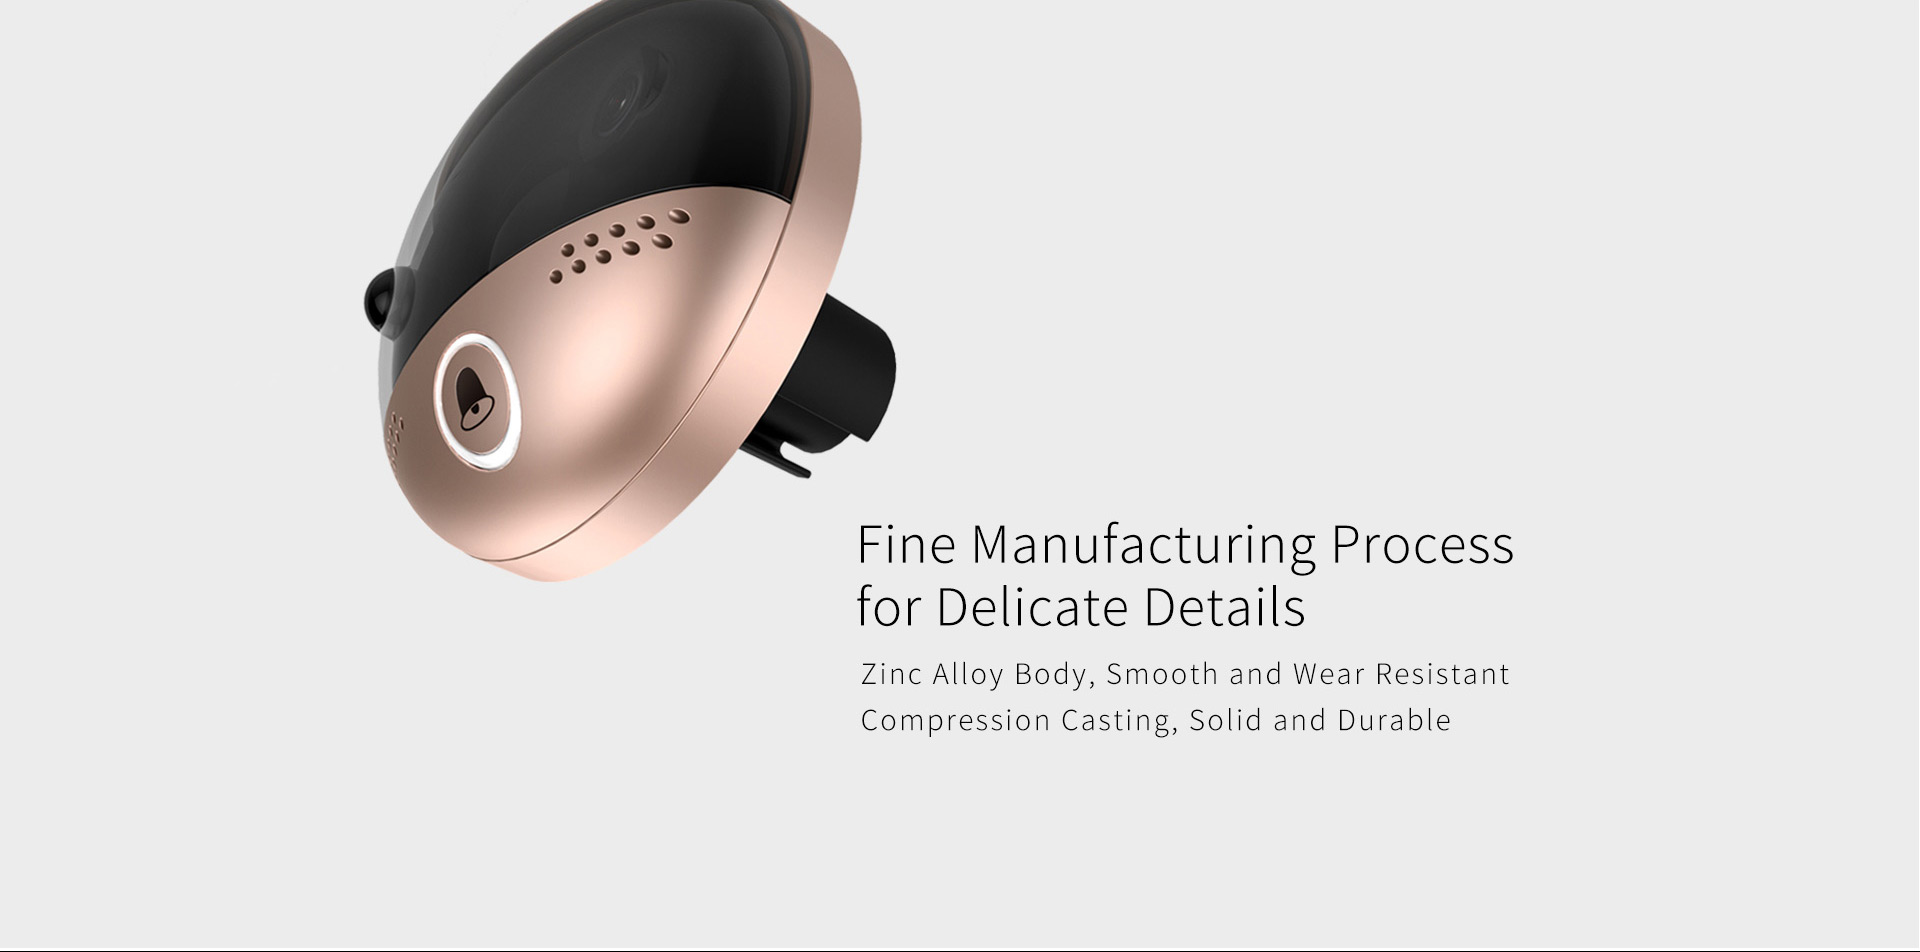 Fine Manufacturing Process
for Delicate Details
Zinc Alloy Body, Smooth and Wear Resistant
Compression Casting, Solid and Durable